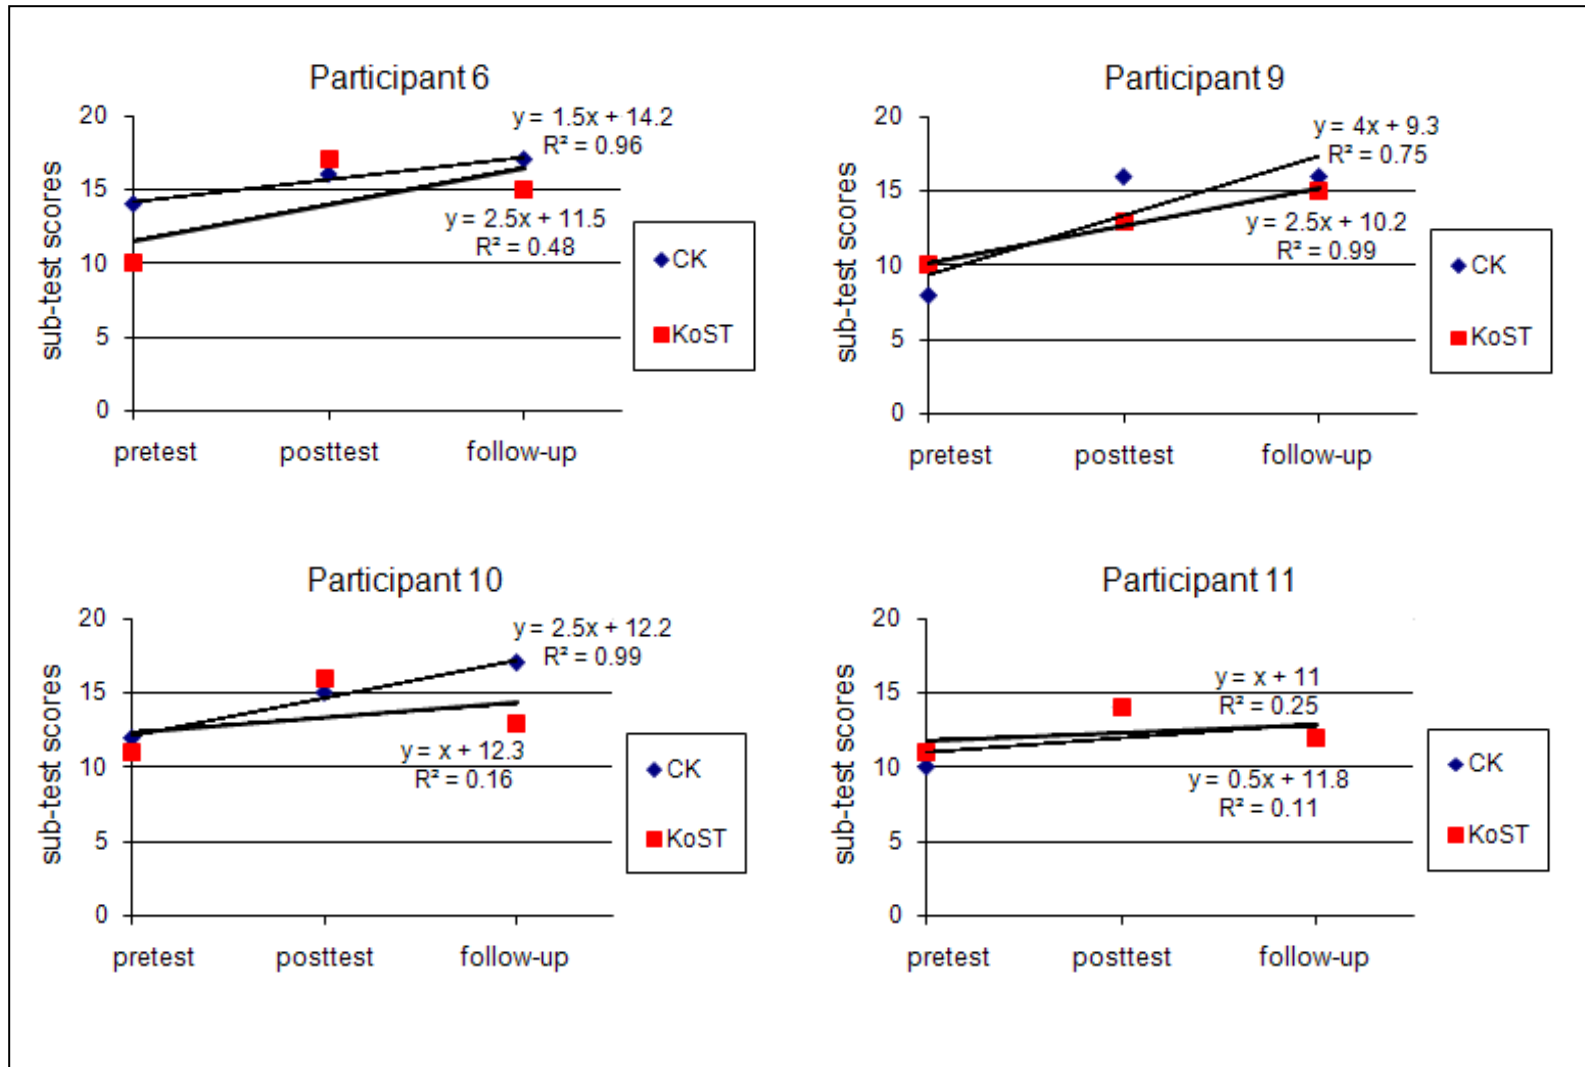 Participant 6
sub-test scores
20
15
10
5
0
y = 1.5x + 14.2
R² = 0.96
y = 2.5x + 11.5
R² = 0.48
CK
KoST
pretest posttest follow-up
Participant 9
sub-test scores
20
15
10
5
0
y = 4x + 9.3
R² = 0.75
y = 2.5x + 10.2
R² = 0.99
CK
KoST
pretest posttest follow-up
Participant 10
sub-test scores
20
15
10
5
0
y = 2.5x + 12.2
R² = 0.99
y = x + 12.3
R² = 0.16
CK
KoST
pretest posttest follow-up
Participant 11
sub-test scores
20
15
10
5
0
y = x + 11
R² = 0.25
y = 0.5x + 11.8
R² = 0.11
CK
KoST
pretest posttest follow-up